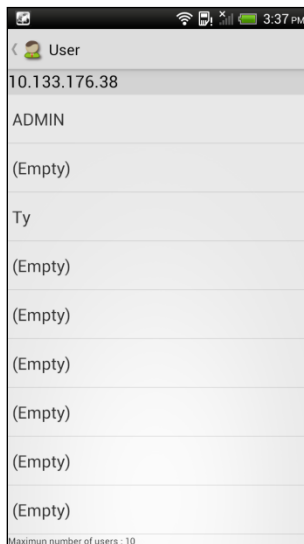 3:37 PM
User
10.133.176.38
ADMIN
(Empty)
Ty
(Empty)
(Empty)
(Empty)
(Empty)
(Empty)
(Empty)
Maximun number of users : 10